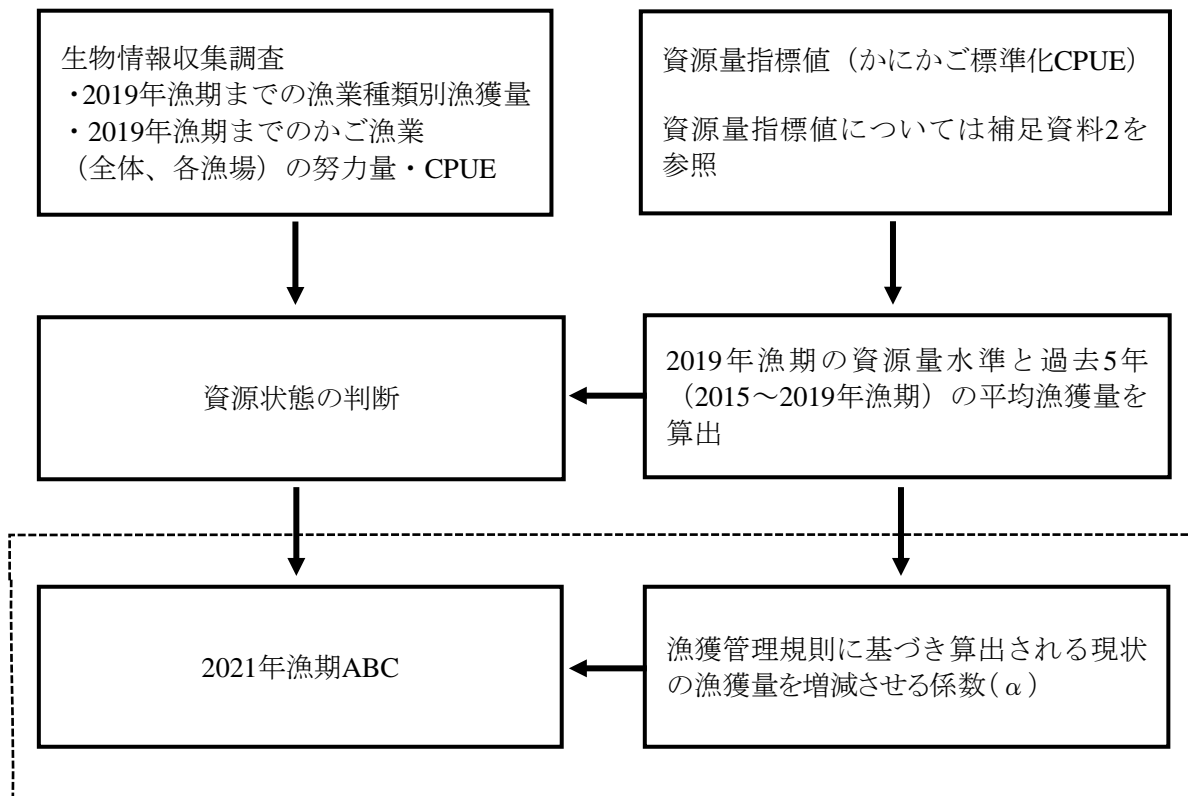 生物情報収集調査
・2019年漁期までの漁業種類別漁獲量
・2019年漁期までのかご漁業
（全体、各漁場）の努力量・CPUE
資源量指標値（かにかご標準化CPUE）
資源量指標値については補足資料2を
参照
資源状態の判断
2019年漁期の資源量水準と過去5年
（2015～2019年漁期）の平均漁獲量を
算出
2021年漁期ABC
漁獲管理規則に基づき算出される現状
の漁獲量を増減させる係数(α)